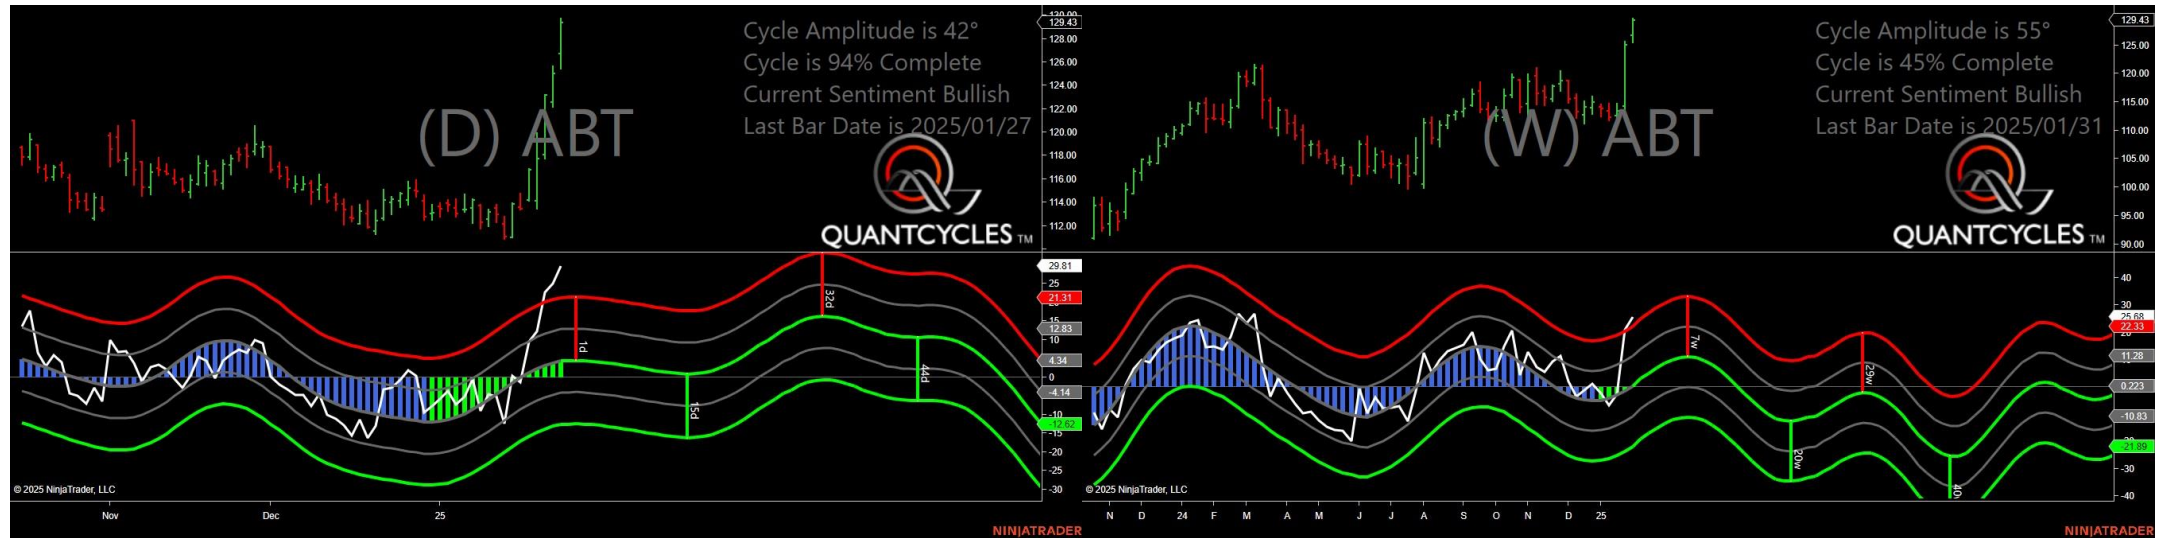 Cycle Amplitude is 42°
Cycle is 94% Complete
Current Sentiment Bullish
Last Bar Date is 2025/01/27
(D) ABT
QUANTCYCLES TM
130.00
129.43
128.00
126.00
124.00
122.00
120.00
118.00
116.00
114.00
112.00
29.81
25
21.31
15
12.83
10
4.34
0
-4.14
-10
-12.62
-15
-20
-25
-30
1d
15d
32d
44d
© 2025 NinjaTrader, LLC
Nov
Dec
25
NINJATRADER
Cycle Amplitude is 55°
Cycle is 45% Complete
Current Sentiment Bullish
Last Bar Date is 2025/01/31
(W) ABT
QUANTCYCLES TM
129.43
125.00
120.00
115.00
110.00
105.00
100.00
95.00
90.00
40
30
25.68
22.33
11.28
0.223
-10.83
-21.89
-30
-40
7w
20w
29w
© 2025 NinjaTrader, LLC
N D 24 F M A M J J A S O N D 25
NINJATRADER